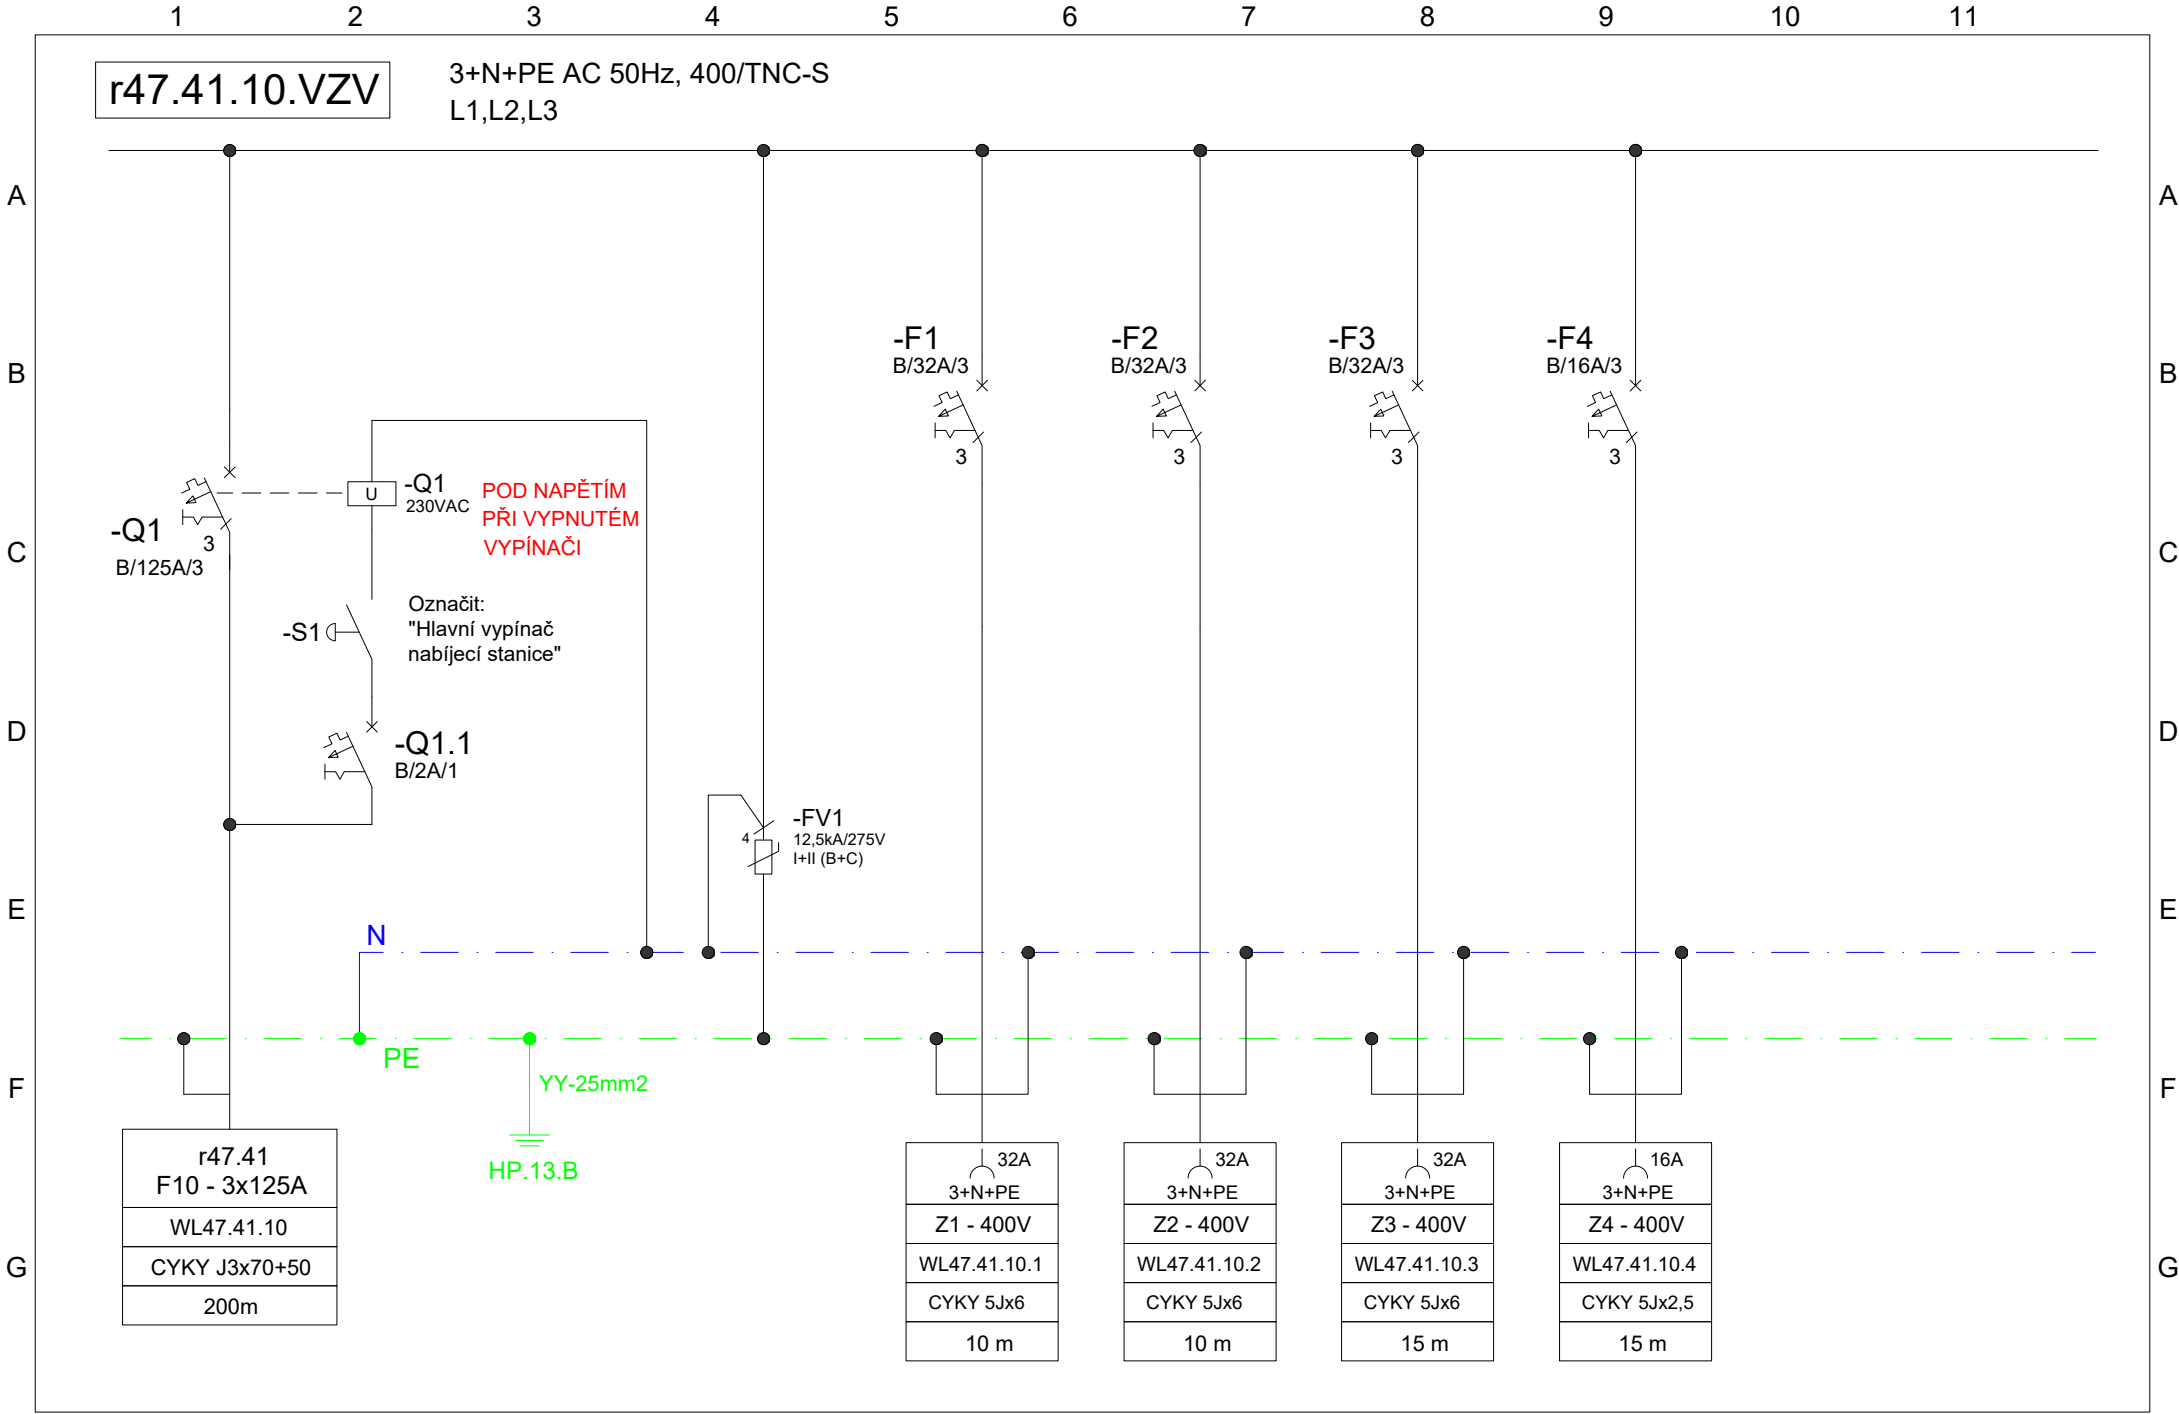 1 2 3 4 5 6 7 8 9 10 11
r47.41.10.VZV
3+N+PE AC 50Hz, 400/TNC-S
L1,L2,L3
A A
-F1
B/32A/3
3
-F2
B/32A/3
3
-F3
B/32A/3
3
-F4
B/16A/3
3
B B
-Q1
B/125A/3
3
U
-Q1
230VAC
POD NAPĚTÍM
PŘI VYPNUTÉM
VYPÍNAČI
C C
-S1
Označit:
"Hlavní vypínač
nabíjecí stanice"
D D
-Q1.1
B/2A/1
4
-FV1
12,5kA/275V
I+II (B+C)
E E
N
PE
YY-25mm2
HP.13.B
F F
r47.41
F10 - 3x125A
WL47.41.10
CYKY J3x70+50
200m
32A
3+N+PE
Z1 - 400V
WL47.41.10.1
CYKY 5Jx6
10 m
32A
3+N+PE
Z2 - 400V
WL47.41.10.2
CYKY 5Jx6
10 m
32A
3+N+PE
Z3 - 400V
WL47.41.10.3
CYKY 5Jx6
15 m
16A
3+N+PE
Z4 - 400V
WL47.41.10.4
CYKY 5Jx2,5
15 m
G G